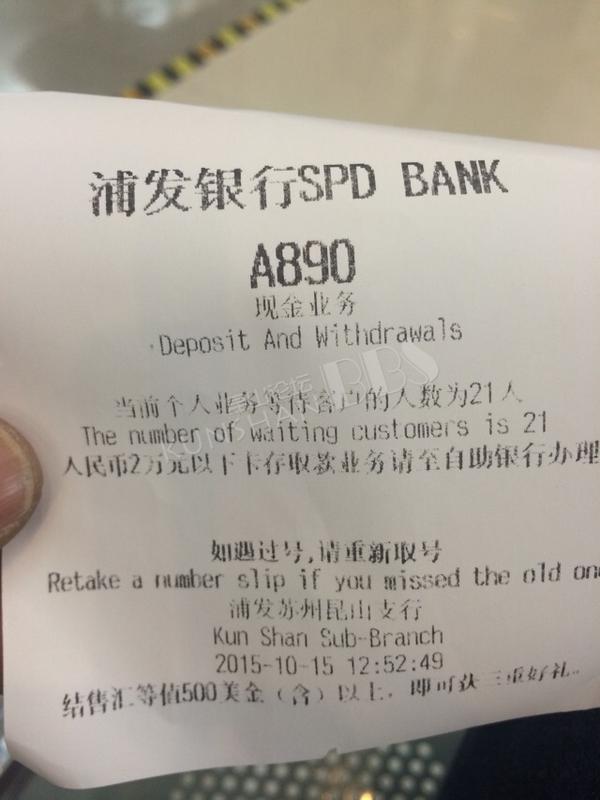 浦发银行SPD BANK
A890
现金业务
Deposit And Withdrawals
当前个人业务等待客户的人数为21人
The number of waiting customers is 21
人民币2万元以下卡存取款业务请至自助银行办理
如遇过号,请重新取号
Retake a number slip if you missed the old one
浦发苏州昆山支行
Kun Shan Sub-Branch
2015-10-15 12:52:49
结售汇等值500美金（含）以上，即可获三重好礼..
KUNSHAN BBS